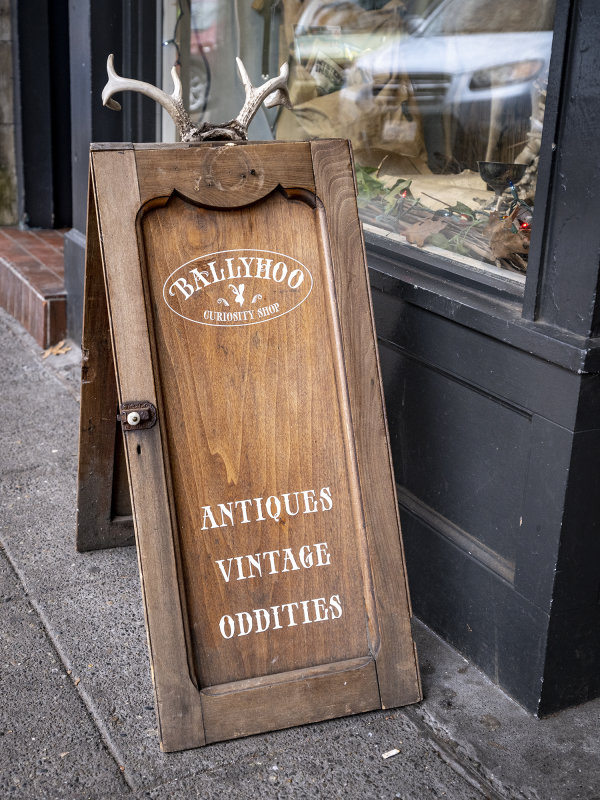 BALLYHOO
CURIOSITY SHOP
ANTIQUES
VINTAGE
ODDITIES